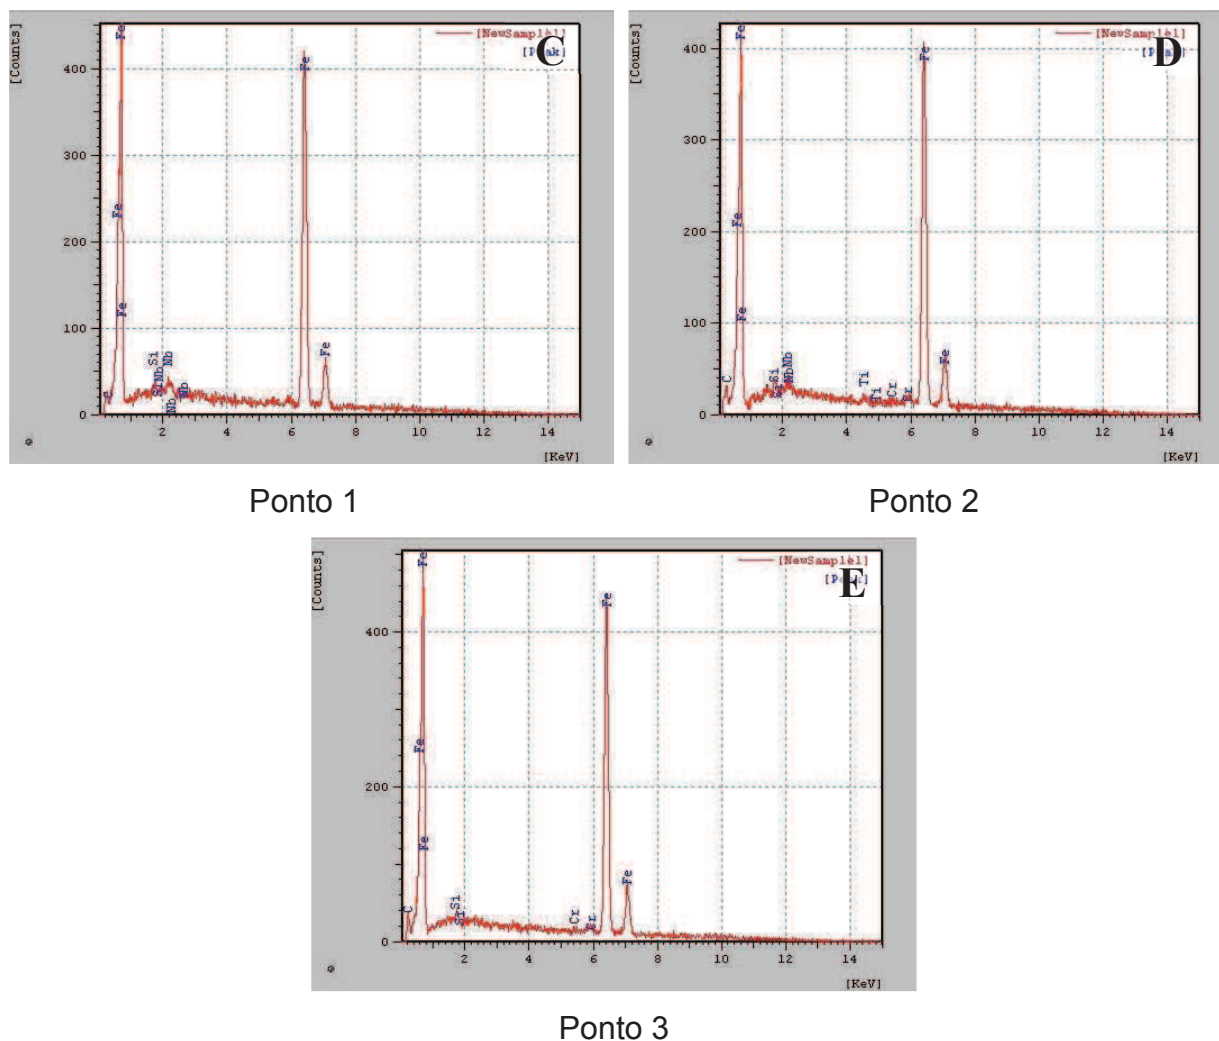 [Counts]
[NewSample1]
C
Fe
Fe
400
300
200
Fe
Fe
100
Si
Nb
Nb
Si
Nb
Nb
Fe
0
2
4
6
8
10
12
14
[KeV]
Ponto 1
[Counts]
[NewSample1]
D
Fe
Fe
400
300
200
Fe
Fe
100
C
Si
Nb
Nb
Ti
Ti
Cr
Fe
0
2
4
6
8
10
12
14
[KeV]
Ponto 2
[Counts]
[NewSample1]
E
Fe
Fe
400
200
Fe
Fe
C
Si
Cr
Fe
0
2
4
6
8
10
12
14
[KeV]
Ponto 3